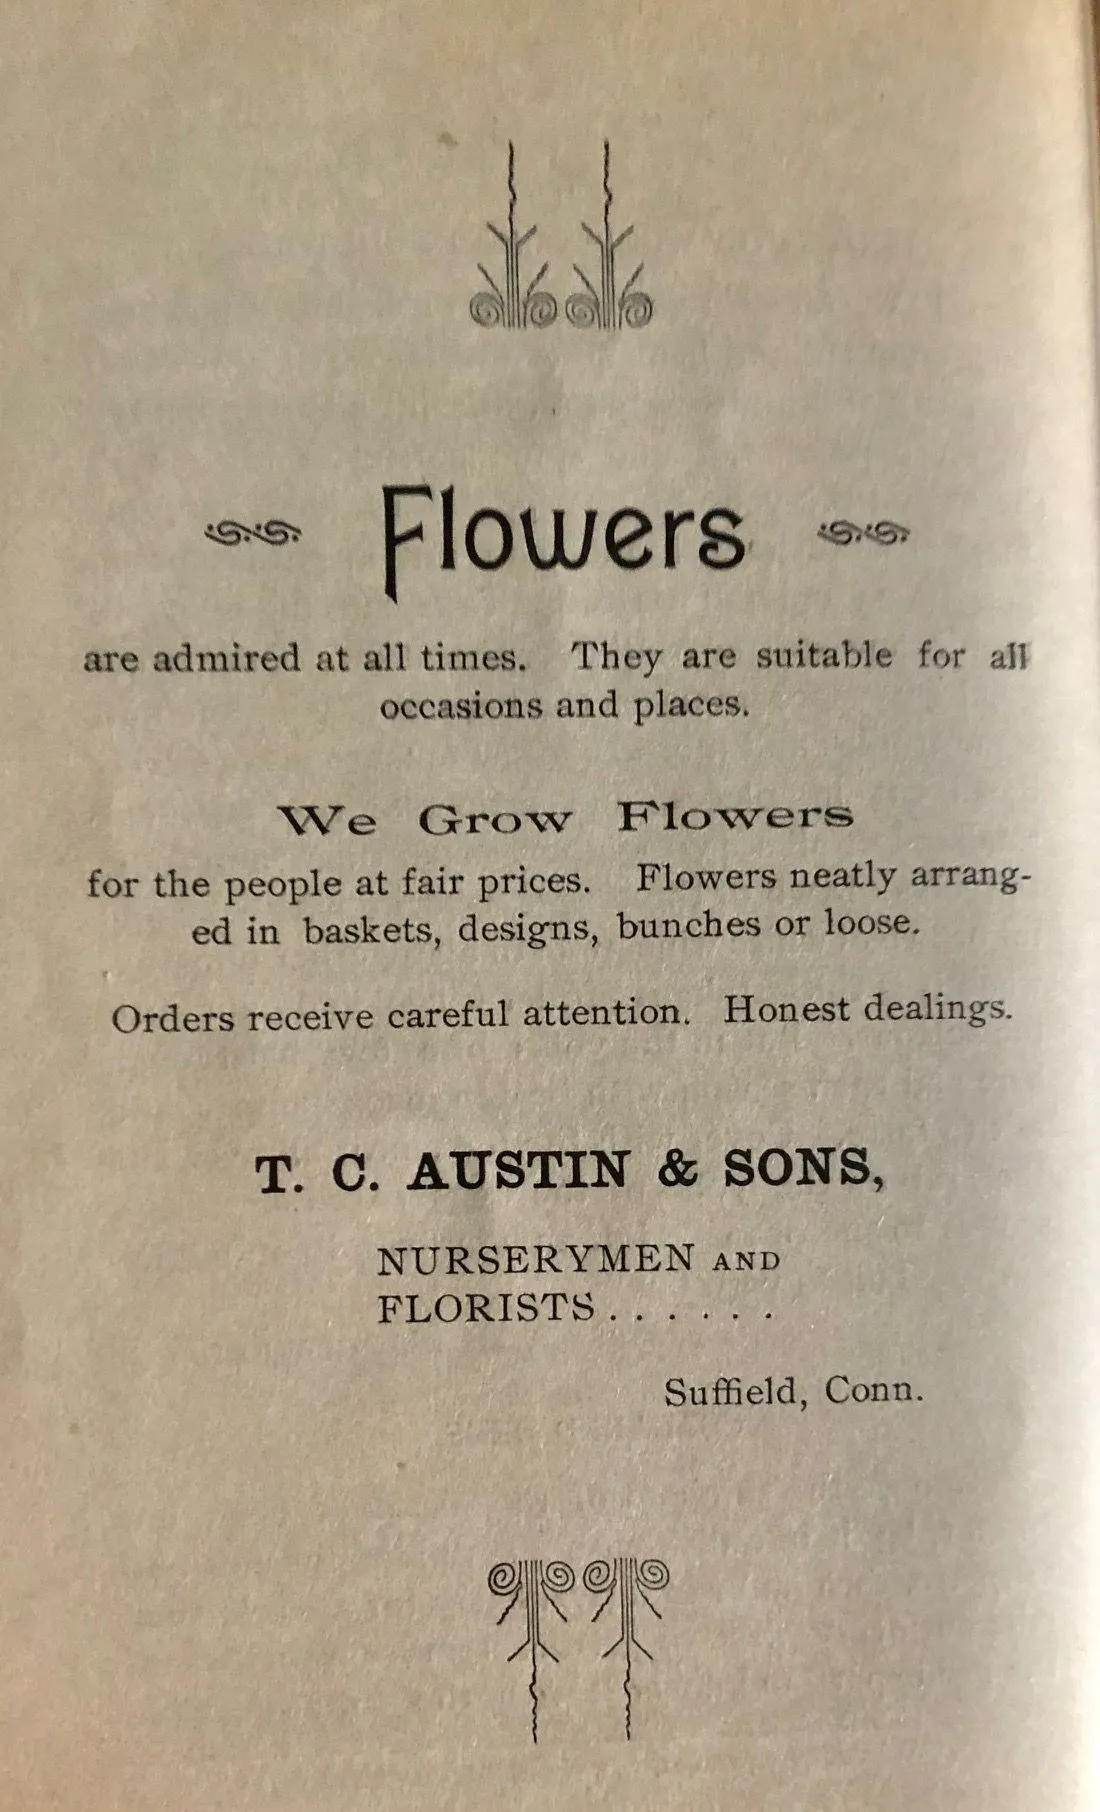 Flowers
are admired at all times. They are suitable for all
occasions and places.
We Grow Flowers
for the people at fair prices. Flowers neatly arrang-
ed in baskets, designs, bunches or loose.
Orders receive careful attention. Honest dealings.
T. C. AUSTIN & SONS,
NURSERYMEN AND
FLORISTS . . . . . .
Suffield, Conn.